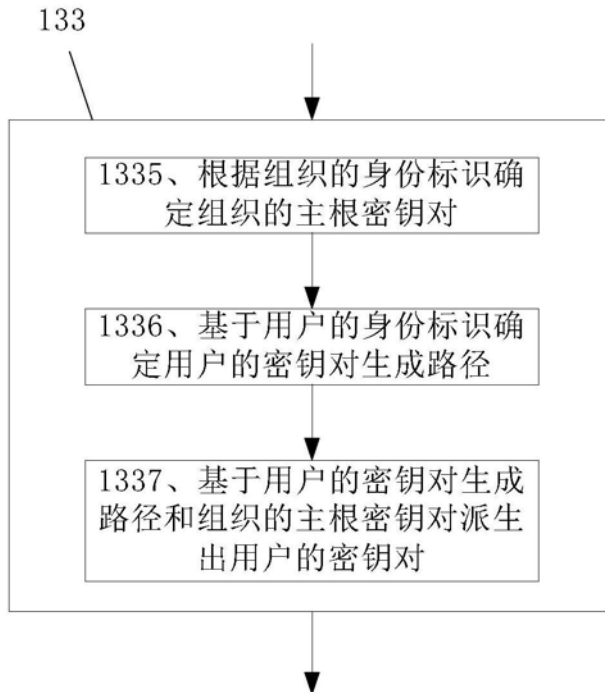 133
1335、根据组织的身份标识确
定组织的主根密钥对
1336、基于用户的身份标识确
定用户的密钥对生成路径
1337、基于用户的密钥对生成
路径和组织的主根密钥对派生
出用户的密钥对